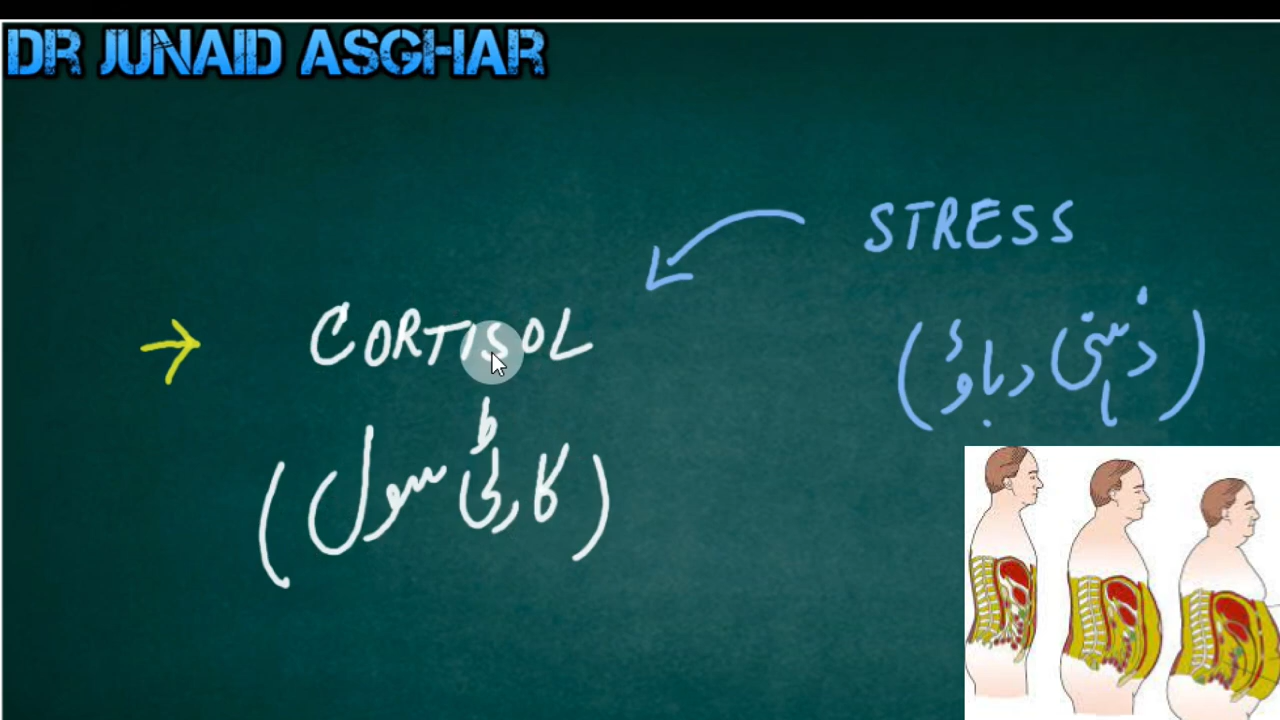 DR JUNAID ASGHAR
STRESS
(ذہنی دباؤ)
→ CORTISOL
(کارٹی سول)